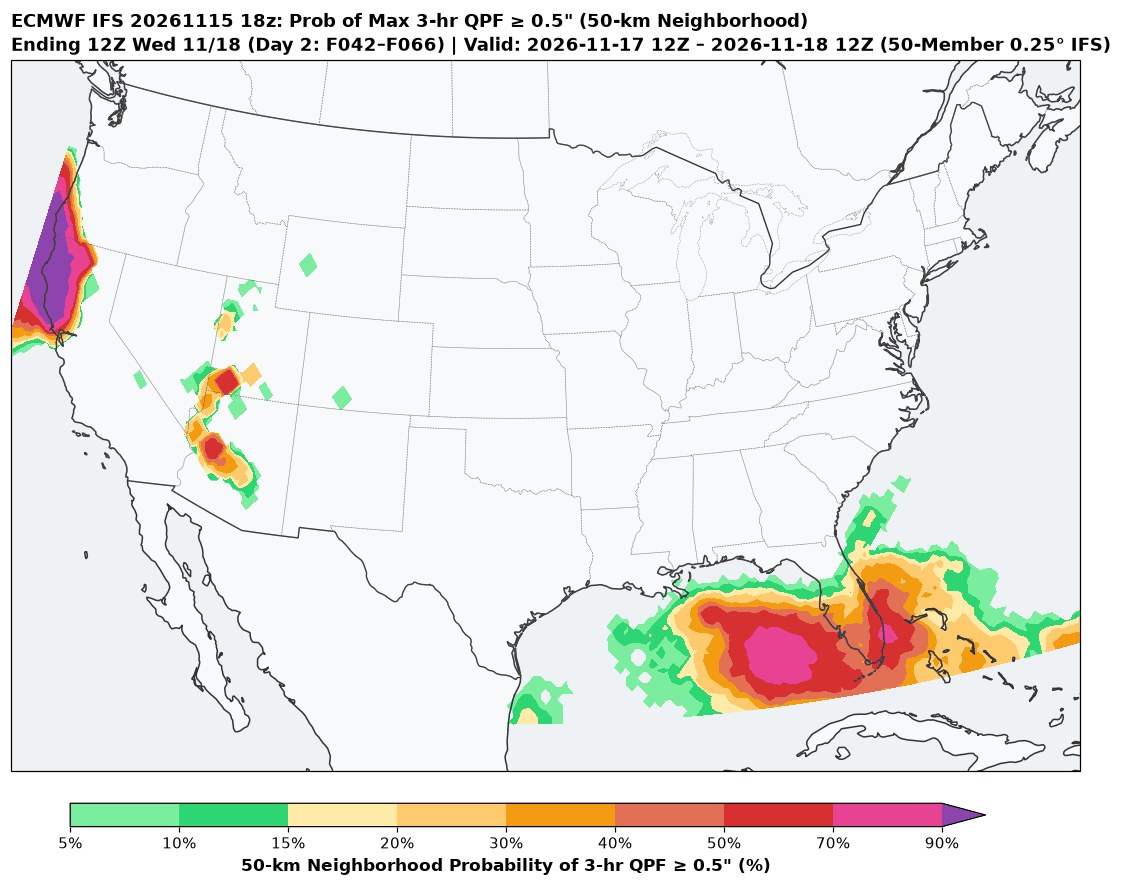 ECMWF IFS 20261115 18z: Prob of Max 3-hr QPF ≥ 0.5" (50-km Neighborhood)
Ending 12Z Wed 11/18 (Day 2: F042–F066) | Valid: 2026-11-17 12Z – 2026-11-18 12Z (50-Member 0.25° IFS)
5% 10% 15% 20% 30% 40% 50% 70% 90%
50-km Neighborhood Probability of 3-hr QPF ≥ 0.5" (%)